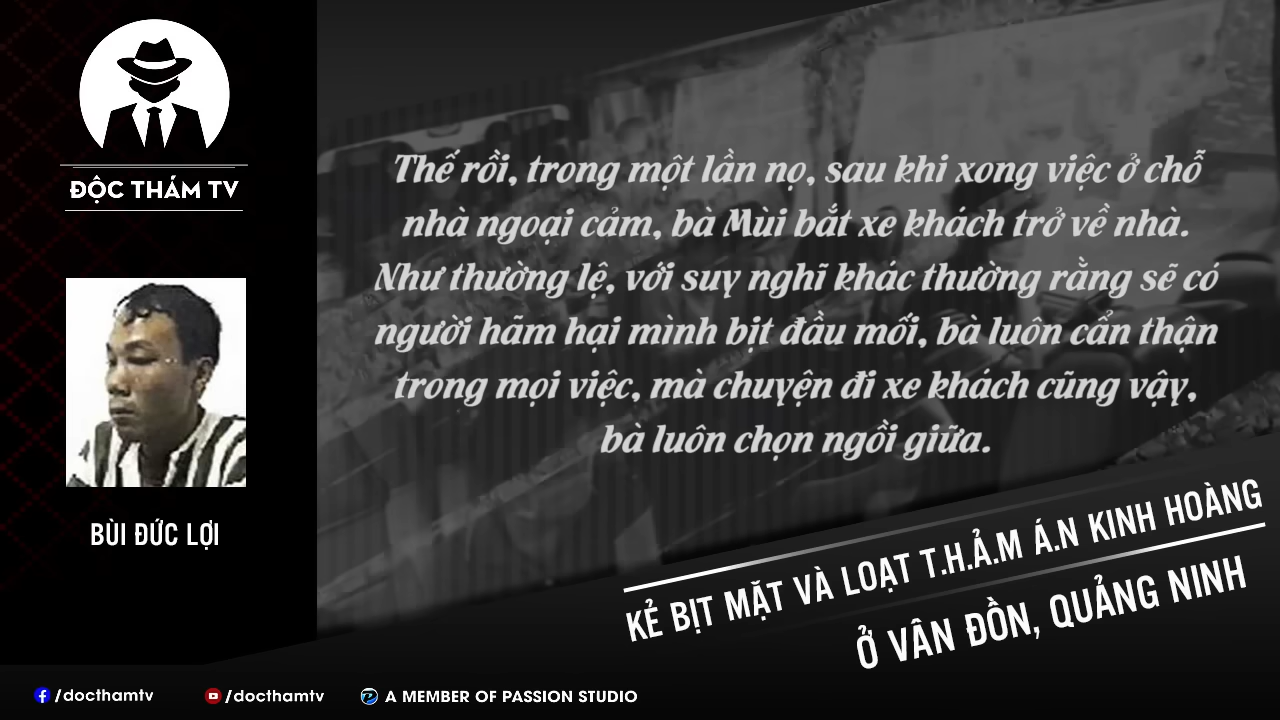 ĐỘC THÁM TV
BÙI ĐỨC LỢI
Thế rồi, trong một lần nọ, sau khi xong việc ở chỗ
nhà ngoại cảm, bà Mùi bắt xe khách trở về nhà.
Như thường lệ, với suy nghĩ khác thường rằng sẽ có
người hãm hại mình bịt đầu mối, bà luôn cẩn thận
trong mọi việc, mà chuyện đi xe khách cũng vậy,
bà luôn chọn ngồi giữa.
KẺ BỊT MẶT VÀ LOẠT T.H.Ả.M Á.N KINH HOÀNG
Ở VÂN ĐỒN, QUẢNG NINH
/docthamtv
/docthamtv
A MEMBER OF PASSION STUDIO